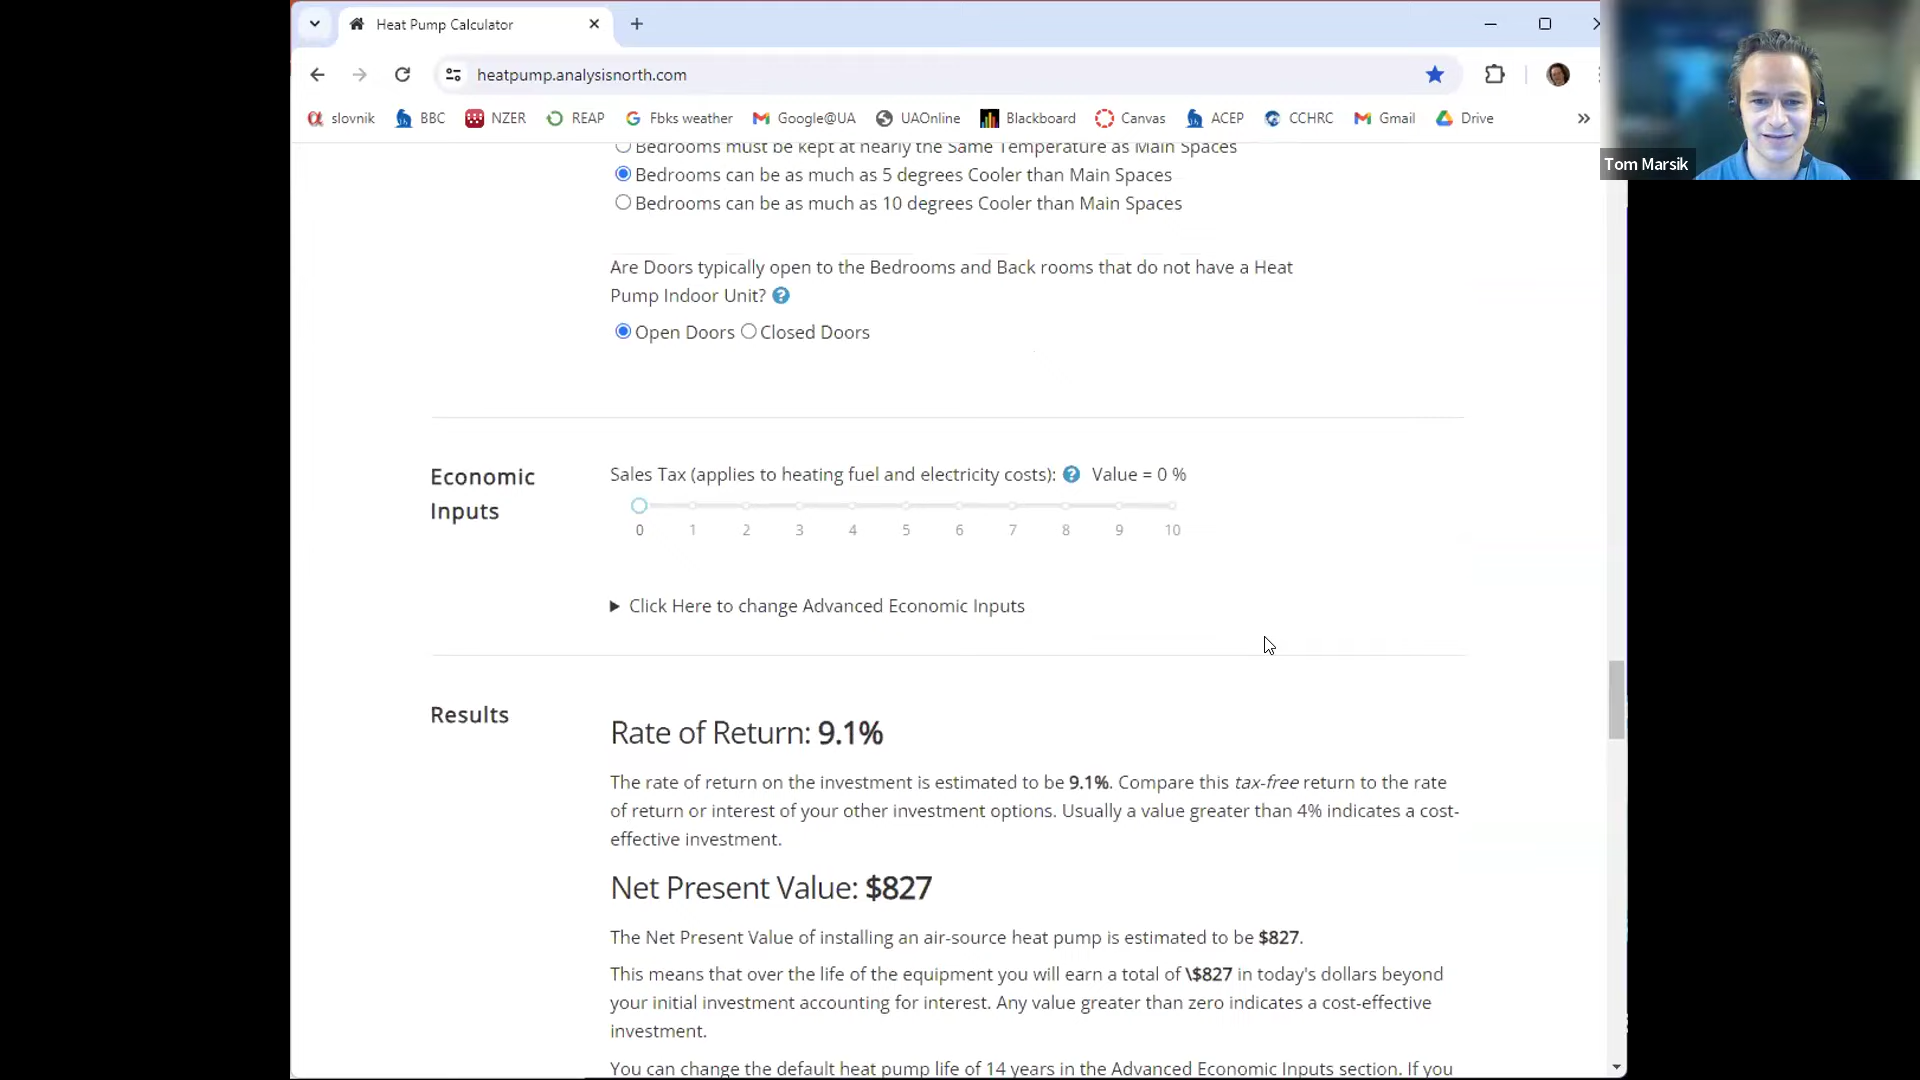 Heat Pump Calculator
heatpump.analysisnorth.com
slovnik BBC NZER REAP Fbks weather Google@UA UAOnline Blackboard Canvas ACEP CCHRC Gmail Drive »
Tom Marsik
Bedrooms must be kept at nearly the Same Temperature as Main Spaces
Bedrooms can be as much as 5 degrees Cooler than Main Spaces
Bedrooms can be as much as 10 degrees Cooler than Main Spaces
Are Doors typically open to the Bedrooms and Back rooms that do not have a Heat
Pump Indoor Unit? ?
Open Doors Closed Doors
Economic
Inputs
Sales Tax (applies to heating fuel and electricity costs): ? Value = 0 %
0 1 2 3 4 5 6 7 8 9 10
Click Here to change Advanced Economic Inputs
Results
Rate of Return: 9.1%
The rate of return on the investment is estimated to be 9.1%. Compare this tax-free return to the rate
of return or interest of your other investment options. Usually a value greater than 4% indicates a cost-
effective investment.
Net Present Value: $827
The Net Present Value of installing an air-source heat pump is estimated to be $827.
This means that over the life of the equipment you will earn a total of \$827 in today's dollars beyond
your initial investment accounting for interest. Any value greater than zero indicates a cost-effective
investment.
You can change the default heat pump life of 14 years in the Advanced Economic Inputs section. If you